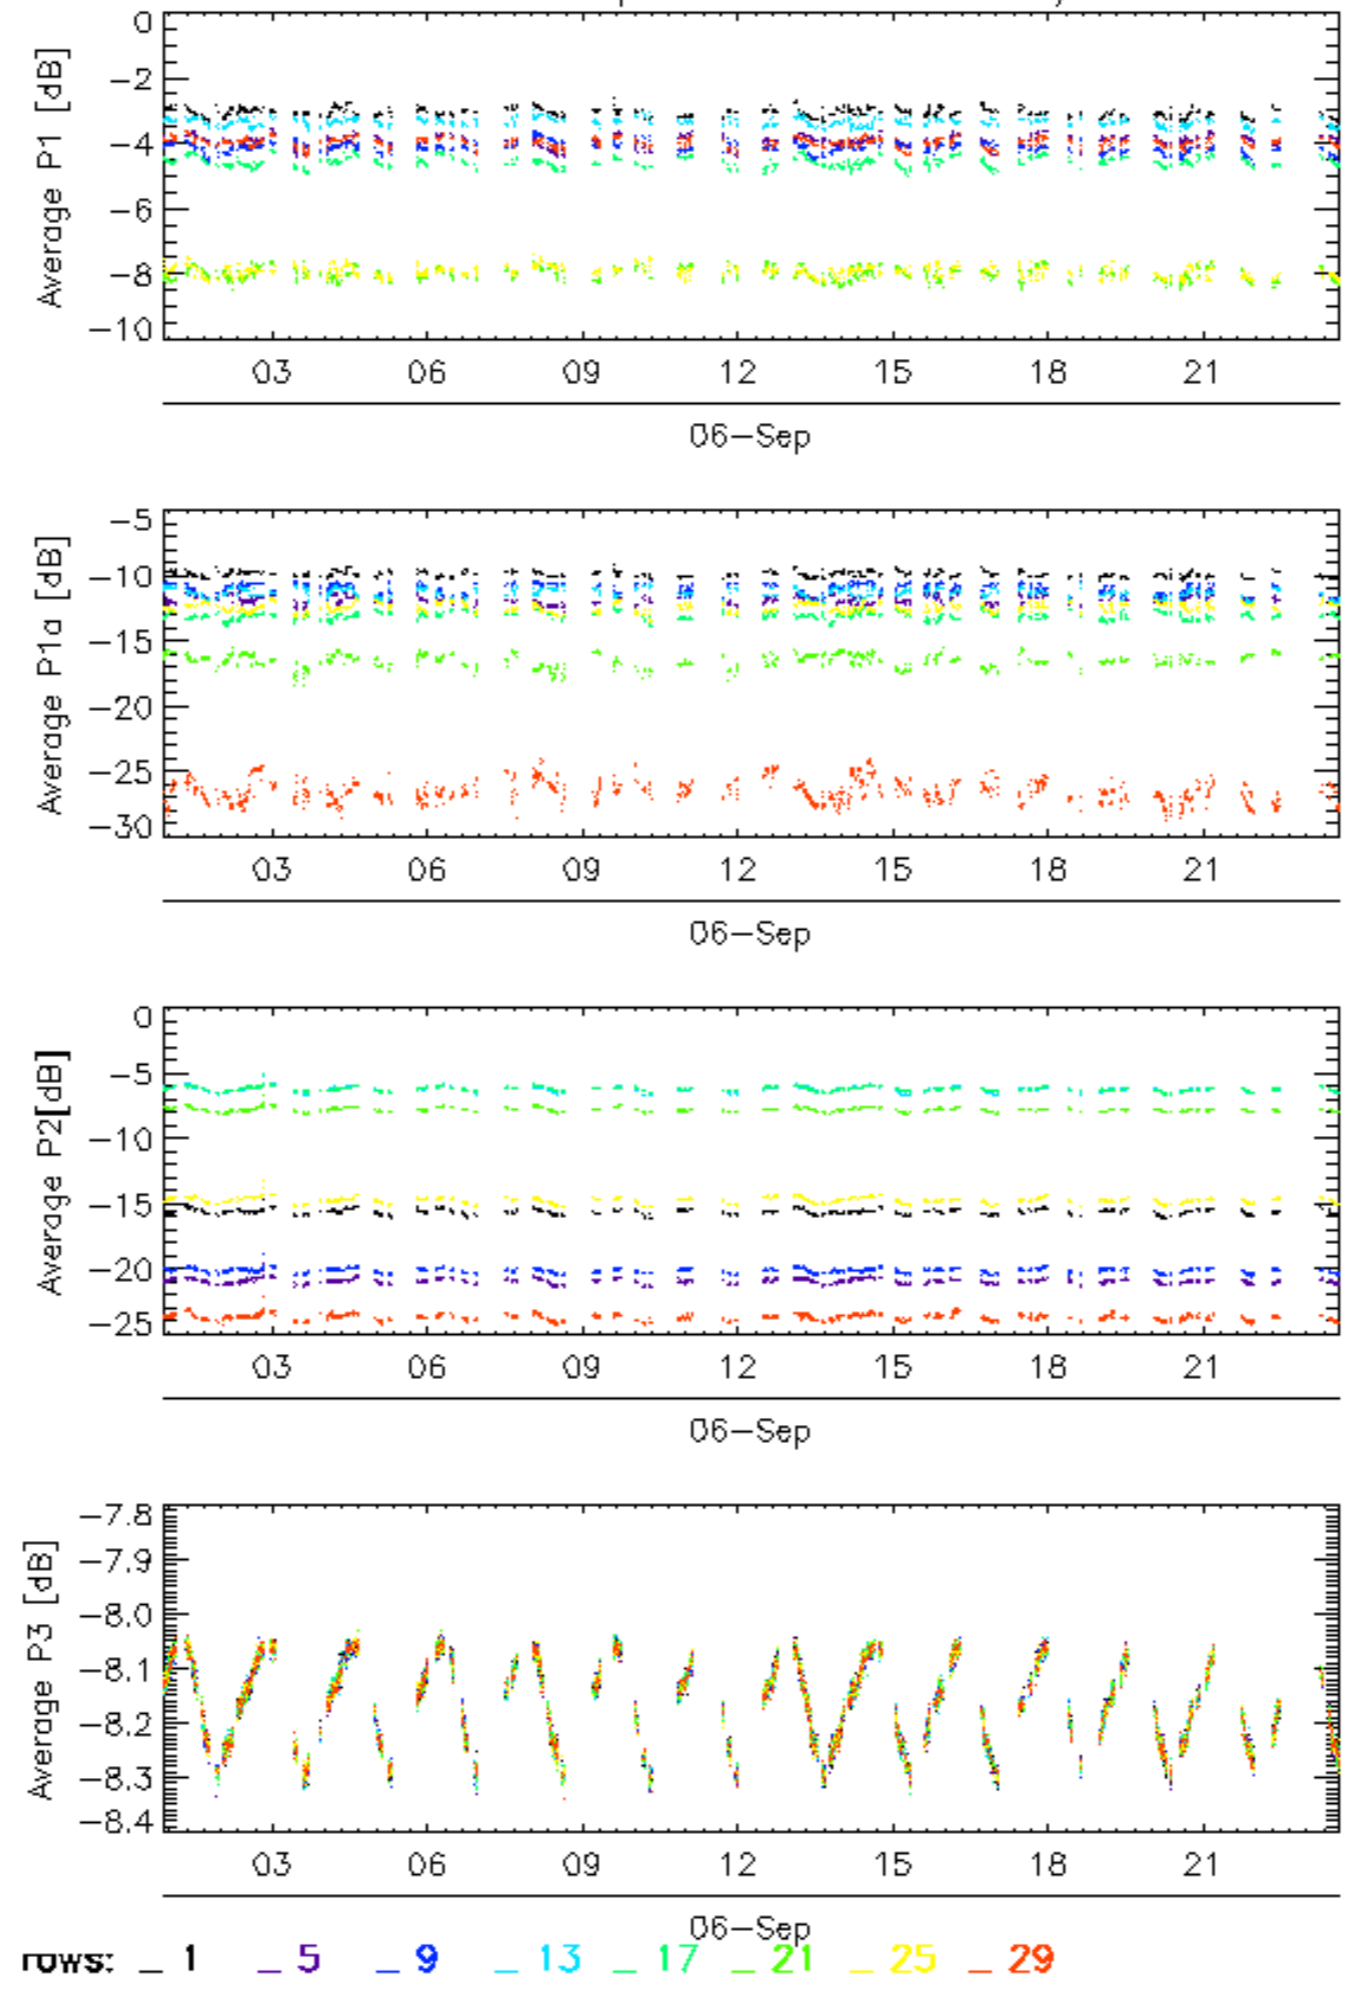 0
−2
−4
−6
−8
−10
Average P1 [dB]
03 06 09 12 15 18 21
06−Sep
−5
−10
−15
−20
−25
−30
Average P1a [dB]
03 06 09 12 15 18 21
06−Sep
0
−5
−10
−15
−20
−25
Average P2[dB]
03 06 09 12 15 18 21
06−Sep
−7.8
−7.9
−8.0
−8.1
−8.2
−8.3
−8.4
Average P3 [dB]
03 06 09 12 15 18 21
06−Sep
rows: _ 1 _ 5 _ 9 _ 13 _ 17 _ 21 _ 25 _ 29